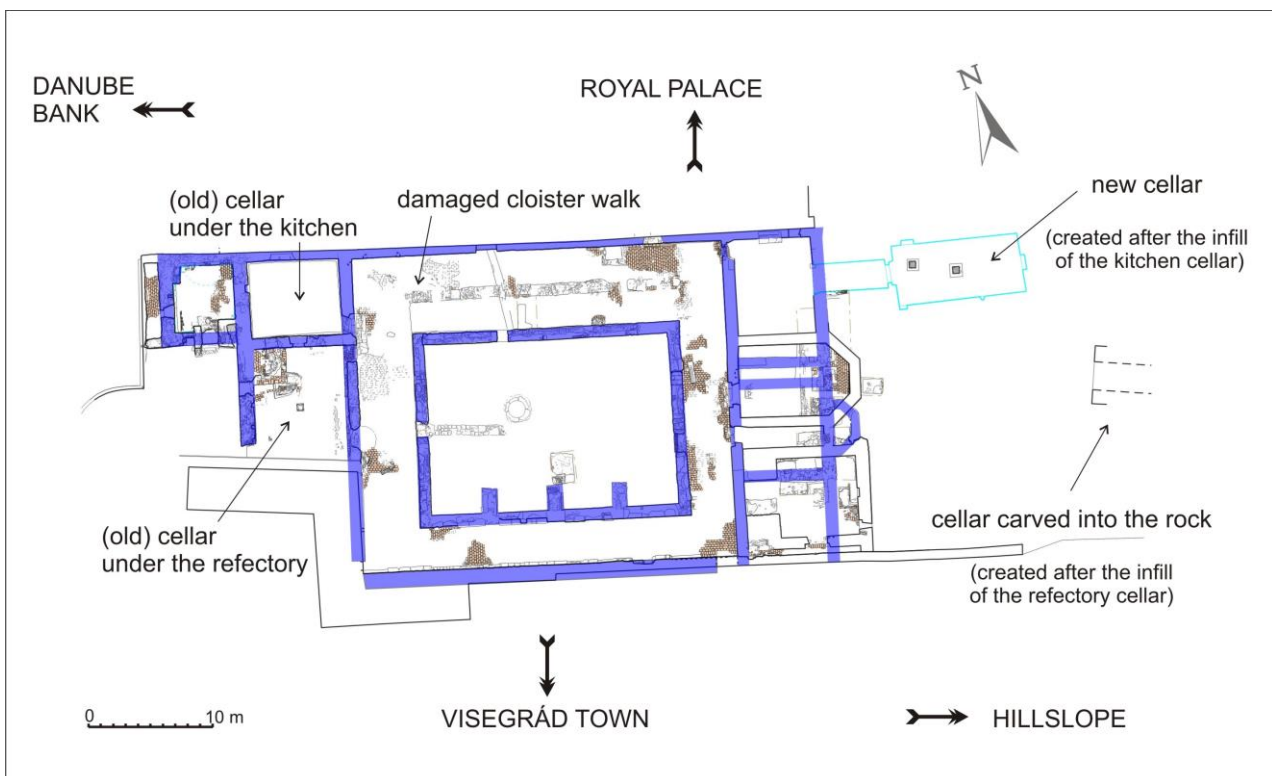 DANUBE
BANK
ROYAL PALACE
N
(old) cellar
under the kitchen
damaged cloister walk
new cellar
(created after the infill
of the kitchen cellar)
(old) cellar
under the refectory
cellar carved into the rock
(created after the infill
of the refectory cellar)
0 10 m
VISEGRÁD TOWN
HILLSLOPE